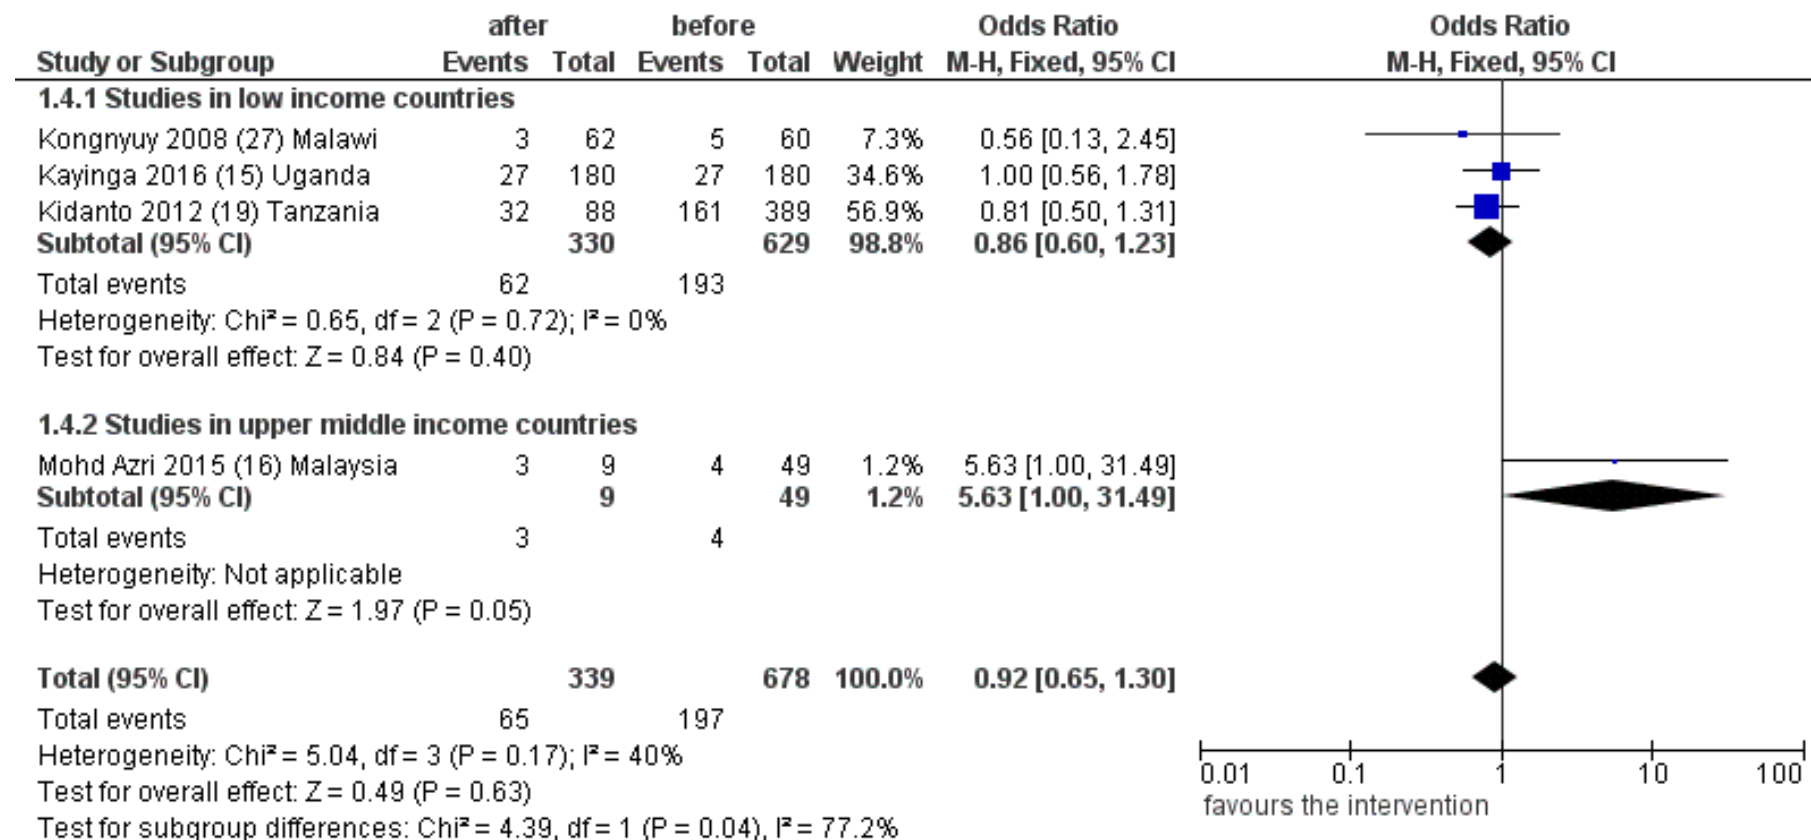 after before Odds Ratio Odds Ratio
Study or Subgroup Events Total Events Total Weight M-H, Fixed, 95% CI M-H, Fixed, 95% CI
1.4.1 Studies in low income countries
Kongnyuy 2008 (27) Malawi 3 62 5 60 7.3% 0.56 [0.13, 2.45]
Kayinga 2016 (15) Uganda 27 180 27 180 34.6% 1.00 [0.56, 1.78]
Kidanto 2012 (19) Tanzania 32 88 161 389 56.9% 0.81 [0.50, 1.31]
Subtotal (95% CI) 330 629 98.8% 0.86 [0.60, 1.23]
Total events 62 193
Heterogeneity: Chi² = 0.65, df = 2 (P = 0.72); I² = 0%
Test for overall effect: Z = 0.84 (P = 0.40)
1.4.2 Studies in upper middle income countries
Mohd Azri 2015 (16) Malaysia 3 9 4 49 1.2% 5.63 [1.00, 31.49]
Subtotal (95% CI) 9 49 1.2% 5.63 [1.00, 31.49]
Total events 3 4
Heterogeneity: Not applicable
Test for overall effect: Z = 1.97 (P = 0.05)
Total (95% CI) 339 678 100.0% 0.92 [0.65, 1.30]
Total events 65 197
Heterogeneity: Chi² = 5.04, df = 3 (P = 0.17); I² = 40%
Test for overall effect: Z = 0.49 (P = 0.63)
Test for subgroup differences: Chi² = 4.39, df = 1 (P = 0.04), I² = 77.2%
0.01 0.1 1 10 100
favours the intervention